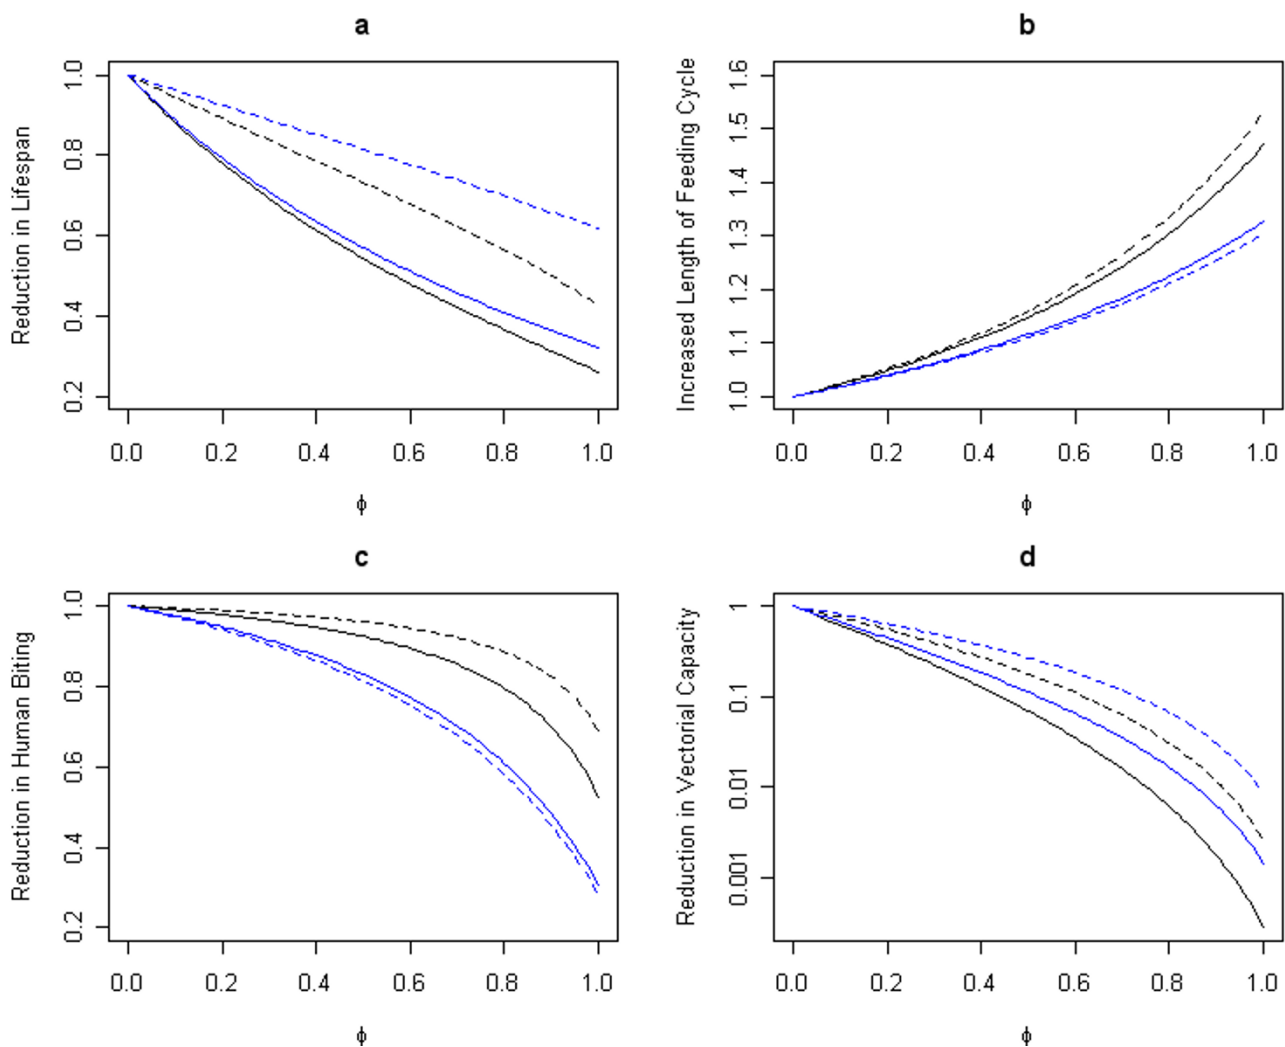 a
Reduction in Lifespan
1.0
0.8
0.6
0.4
0.2
0.0 0.2 0.4 0.6 0.8 1.0
ϕ
b
Increased Length of Feeding Cycle
1.6
1.5
1.4
1.3
1.2
1.1
1.0
0.0 0.2 0.4 0.6 0.8 1.0
ϕ
c
Reduction in Human Biting
1.0
0.8
0.6
0.4
0.2
0.0 0.2 0.4 0.6 0.8 1.0
ϕ
d
Reduction in Vectorial Capacity
1
0.1
0.01
0.001
0.0 0.2 0.4 0.6 0.8 1.0
ϕ